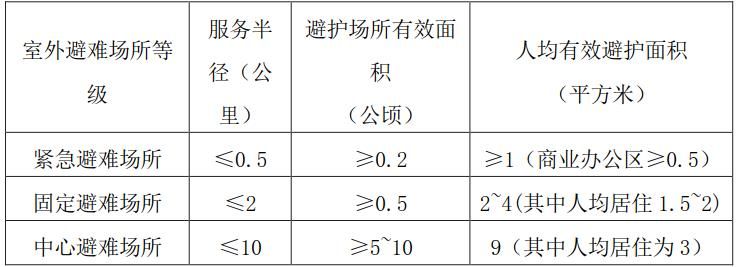 室外避难场所等级 服务半径（公里） 避护场所有效面积（公顷） 人均有效避护面积（平方米）
紧急避难场所 ≤0.5 ≥0.2 ≥1（商业办公区≥0.5）
固定避难场所 ≤2 ≥0.5 2~4(其中人均居住1.5~2)
中心避难场所 ≤10 ≥5~10 9（其中人均居住为3）